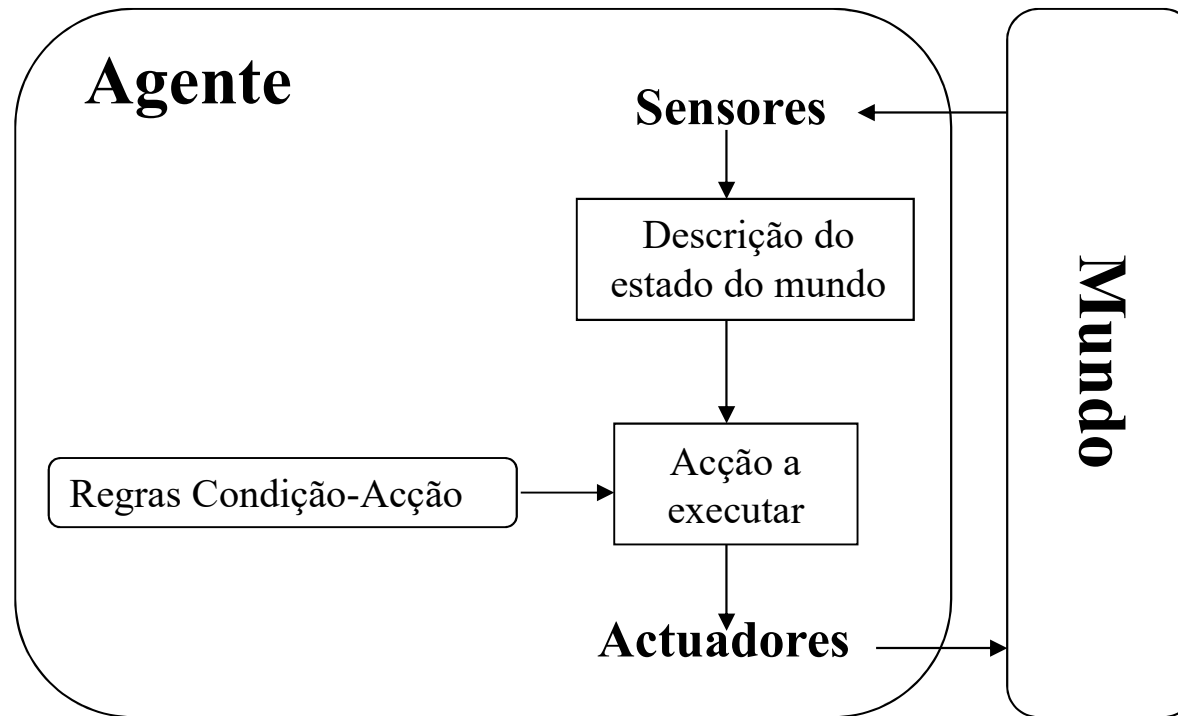 Agente
Sensores
Descrição do
estado do mundo
Regras Condição-Acção
Acção a
executar
Actuadores
Mundo